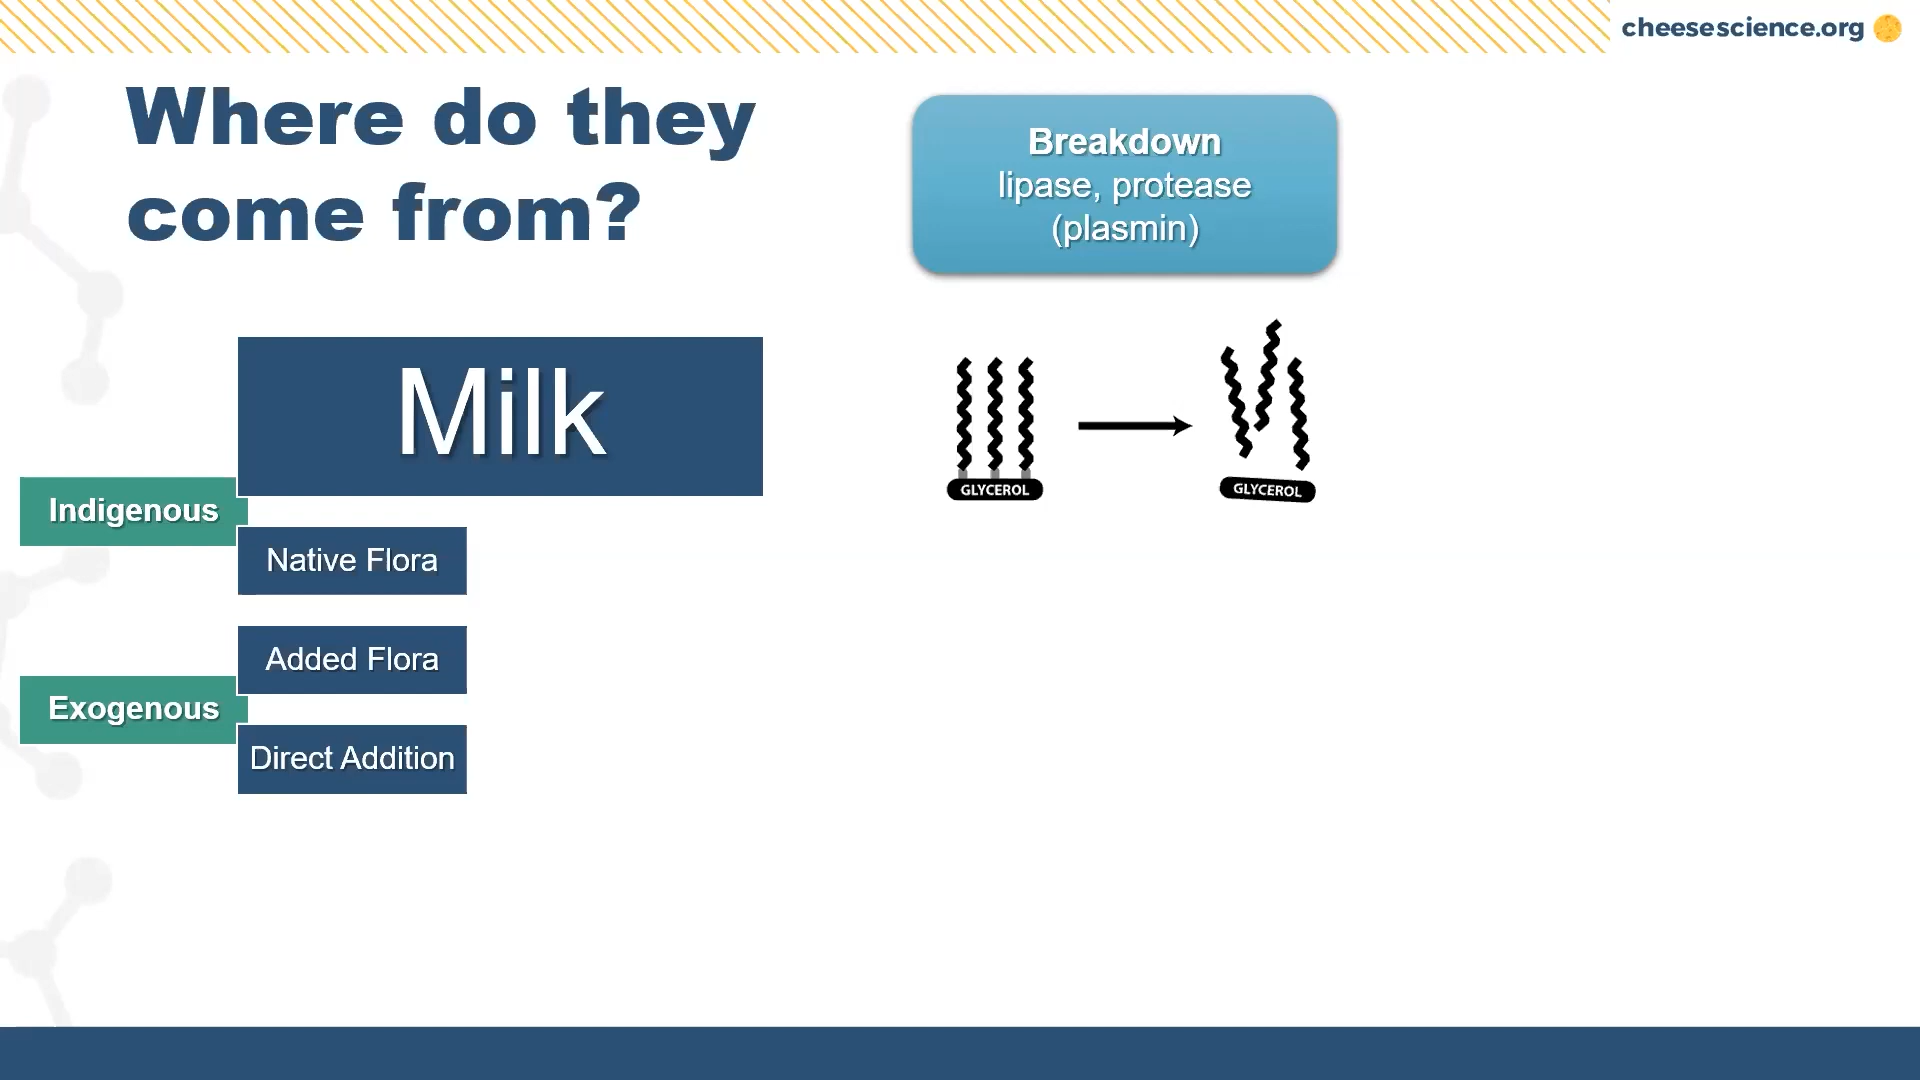 cheesescience.org
Where do they
come from?
Breakdown
lipase, protease
(plasmin)
Milk
Indigenous
Native Flora
Added Flora
Exogenous
Direct Addition
GLYCEROL
GLYCEROL